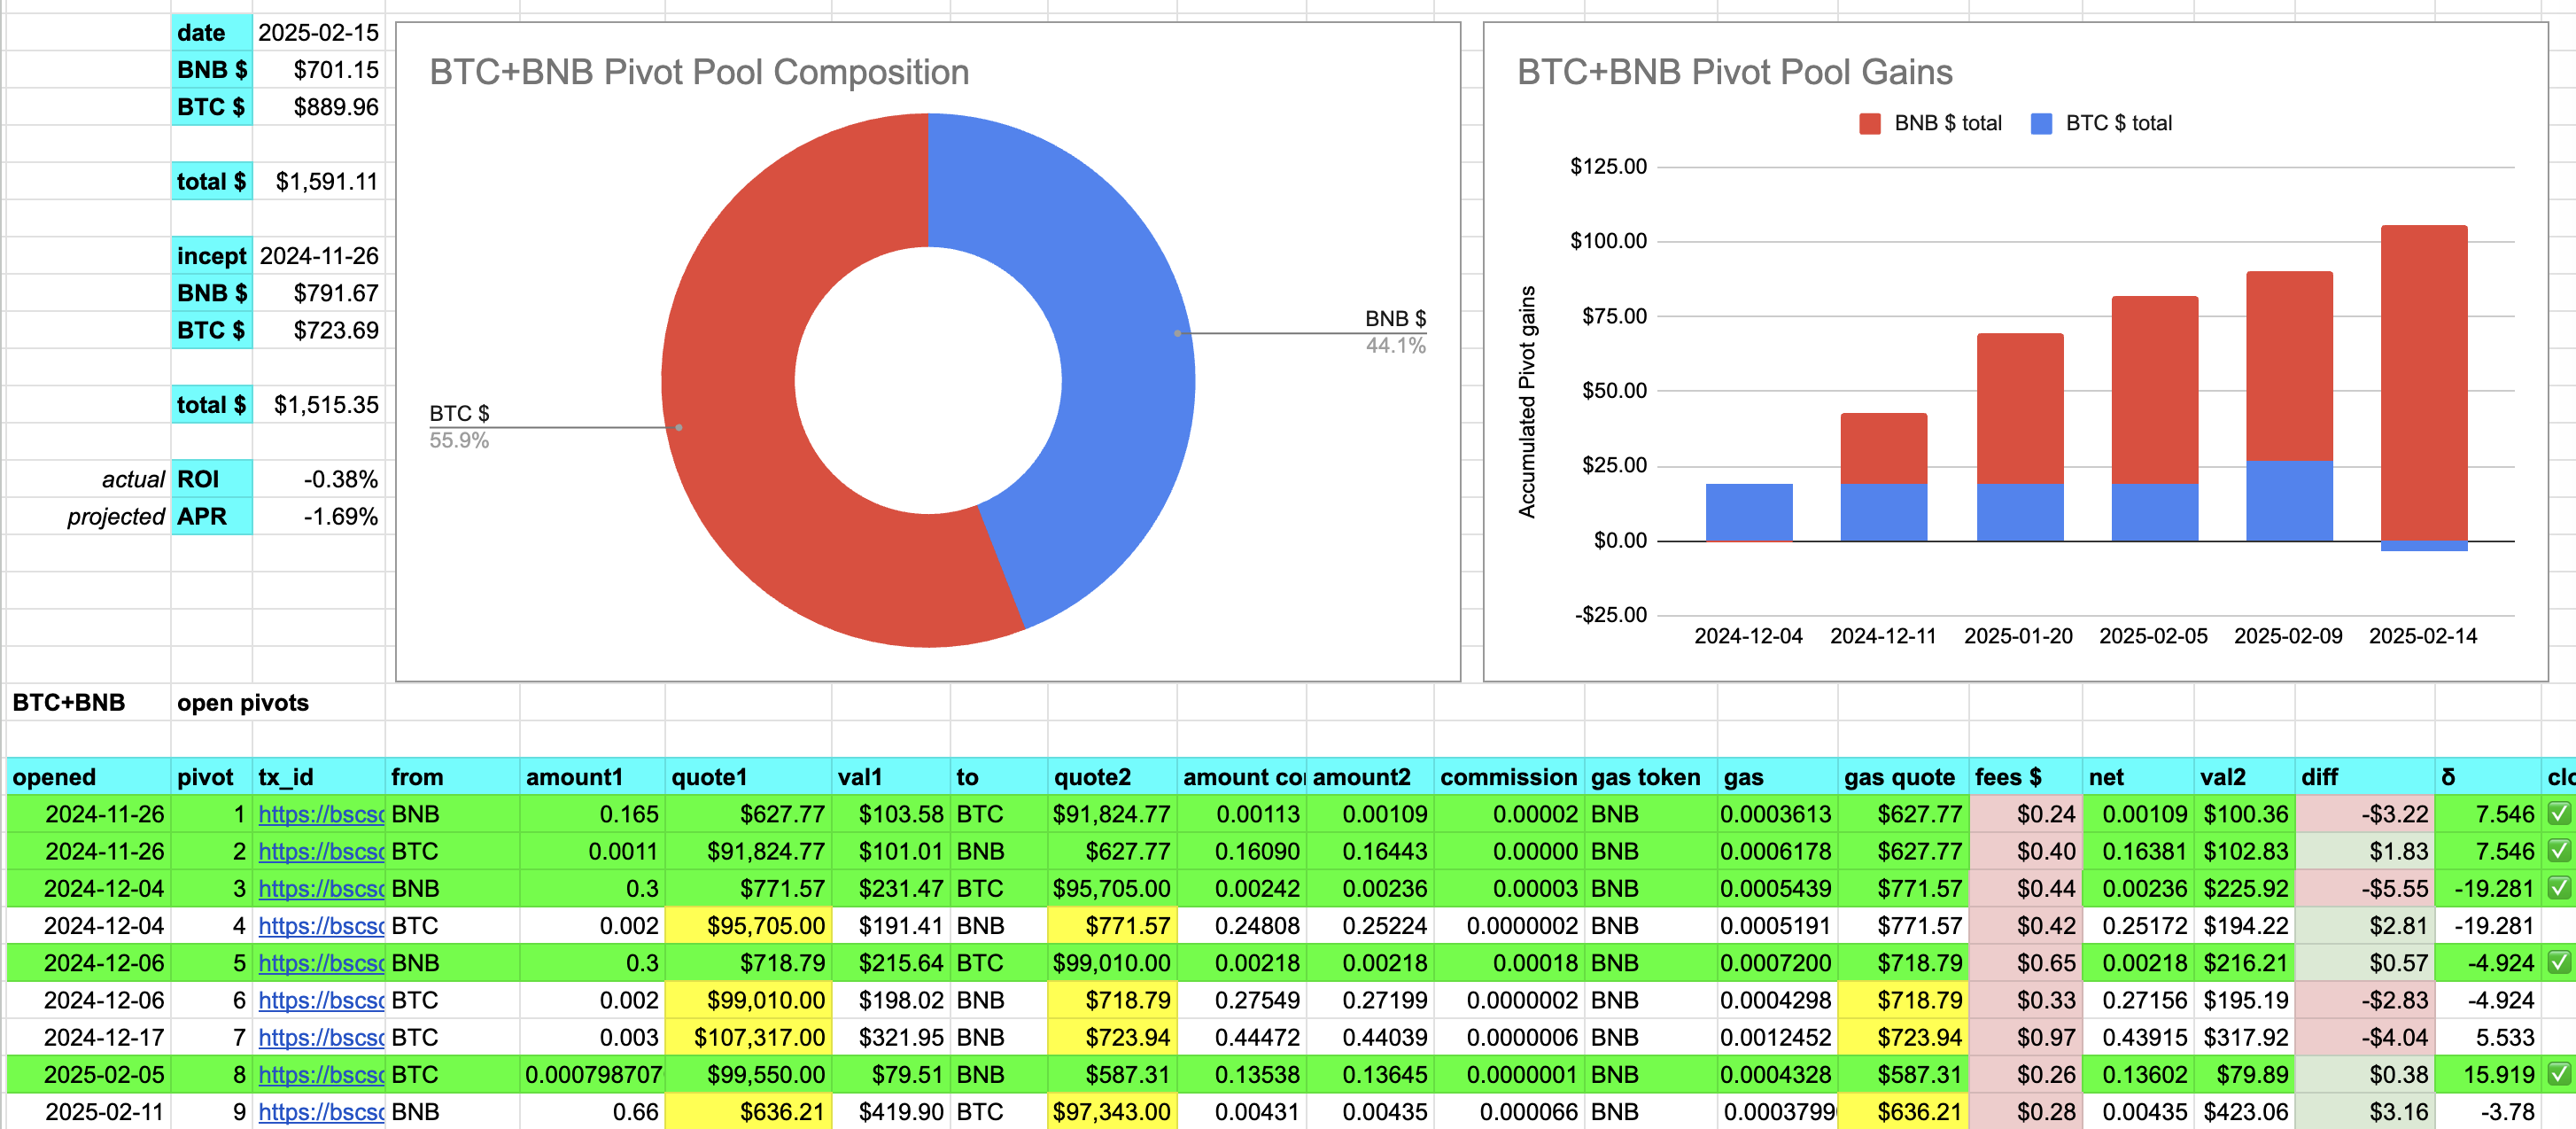 date 2025-02-15
BNB $ $701.15
BTC $ $889.96
total $ $1,591.11
incept 2024-11-26
BNB $ $791.67
BTC $ $723.69
total $ $1,515.35
actual ROI -0.38%
projected APR -1.69%
BTC+BNB Pivot Pool Composition
BNB $
44.1%
BTC $
55.9%
BTC+BNB Pivot Pool Gains
BNB $ total BTC $ total
Accumulated Pivot gains
$125.00
$100.00
$75.00
$50.00
$25.00
$0.00
-$25.00
2024-12-04 2024-12-11 2025-01-20 2025-02-05 2025-02-09 2025-02-14
BTC+BNB open pivots
opened pivot tx_id from amount1 quote1 val1 to quote2 amount co amount2 commission gas token gas gas quote fees $ net val2 diff δ clo
2024-11-26 1 https://bscsc BNB 0.165 $627.77 $103.58 BTC $91,824.77 0.00113 0.00109 0.00002 BNB 0.0003613 $627.77 $0.24 0.00109 $100.36 -$3.22 7.546 ✅
2024-11-26 2 https://bscsc BTC 0.0011 $91,824.77 $101.01 BNB $627.77 0.16090 0.16443 0.00000 BNB 0.0006178 $627.77 $0.40 0.16381 $102.83 $1.83 7.546 ✅
2024-12-04 3 https://bscsc BNB 0.3 $771.57 $231.47 BTC $95,705.00 0.00242 0.00236 0.00003 BNB 0.0005439 $771.57 $0.44 0.00236 $225.92 -$5.55 -19.281 ✅
2024-12-04 4 https://bscsc BTC 0.002 $95,705.00 $191.41 BNB $771.57 0.24808 0.25224 0.0000002 BNB 0.0005191 $771.57 $0.42 0.25172 $194.22 $2.81 -19.281
2024-12-06 5 https://bscsc BNB 0.3 $718.79 $215.64 BTC $99,010.00 0.00218 0.00218 0.00018 BNB 0.0007200 $718.79 $0.65 0.00218 $216.21 $0.57 -4.924 ✅
2024-12-06 6 https://bscsc BTC 0.002 $99,010.00 $198.02 BNB $718.79 0.27549 0.27199 0.0000002 BNB 0.0004298 $718.79 $0.33 0.27156 $195.19 -$2.83 -4.924
2024-12-17 7 https://bscsc BTC 0.003 $107,317.00 $321.95 BNB $723.94 0.44472 0.44039 0.0000006 BNB 0.0012452 $723.94 $0.97 0.43915 $317.92 -$4.04 5.533
2025-02-05 8 https://bscsc BTC 0.000798707 $99,550.00 $79.51 BNB $587.31 0.13538 0.13645 0.0000001 BNB 0.0004328 $587.31 $0.26 0.13602 $79.89 $0.38 15.919 ✅
2025-02-11 9 https://bscsc BNB 0.66 $636.21 $419.90 BTC $97,343.00 0.00431 0.00435 0.000066 BNB 0.0003799 $636.21 $0.28 0.00435 $423.06 $3.16 -3.78